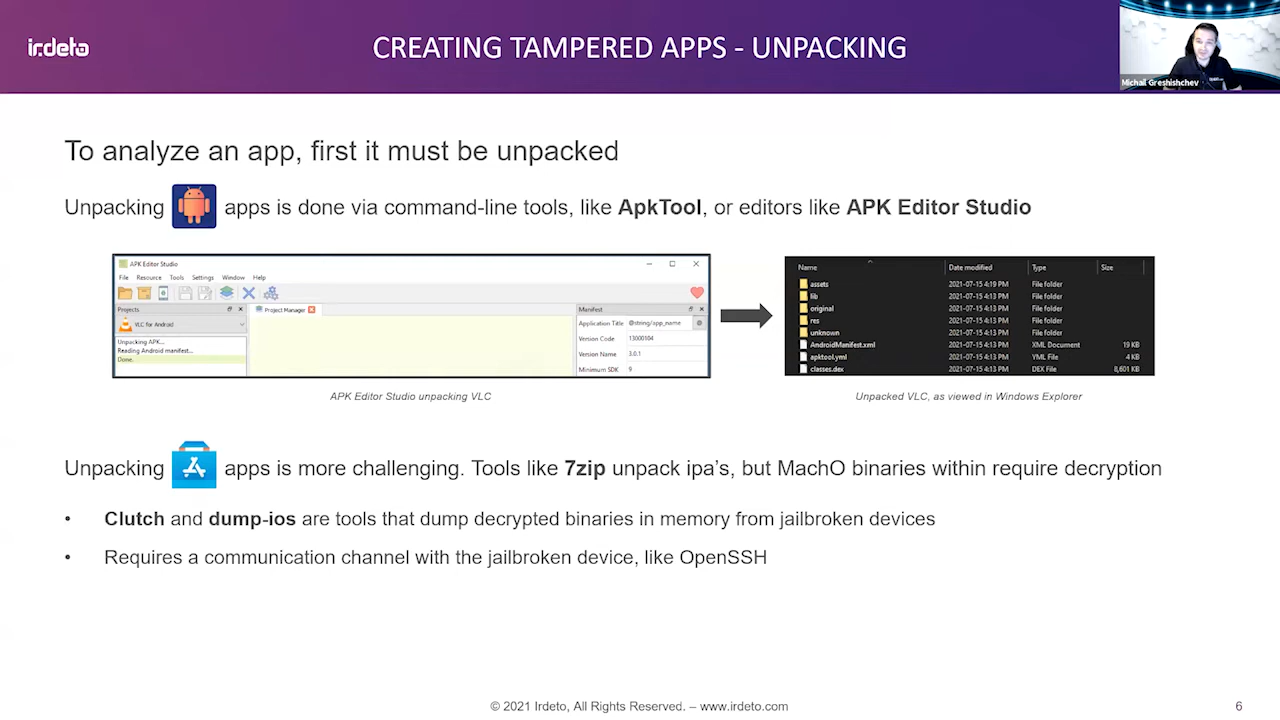 irdeto
CREATING TAMPERED APPS - UNPACKING
Michail Greshishchev
To analyze an app, first it must be unpacked
Unpacking apps is done via command-line tools, like ApkTool, or editors like APK Editor Studio
APK Editor Studio
File Resource Tools Settings Window Help
Projects
Project Manager
Manifest
VLC for Android
Application Title @string/app_name
Unpacking APK...
Version Code 13000104
Reading Android manifest...
Version Name 3.0.1
Done.
Minimum SDK 9
Name Date modified Type Size
assets 2021-07-15 4:19 PM File folder
lib 2021-07-15 4:13 PM File folder
original 2021-07-15 4:13 PM File folder
res 2021-07-15 4:13 PM File folder
unknown 2021-07-15 4:13 PM File folder
AndroidManifest.xml 2021-07-15 4:13 PM XML Document 19 KB
apktool.yml 2021-07-15 4:13 PM YML File 4 KB
classes.dex 2021-07-15 4:13 PM DEX File 8,601 KB
APK Editor Studio unpacking VLC
Unpacked VLC, as viewed in Windows Explorer
Unpacking apps is more challenging. Tools like 7zip unpack ipa's, but MachO binaries within require decryption
• Clutch and dump-ios are tools that dump decrypted binaries in memory from jailbroken devices
• Requires a communication channel with the jailbroken device, like OpenSSH
© 2021 Irdeto, All Rights Reserved. – www.irdeto.com
6